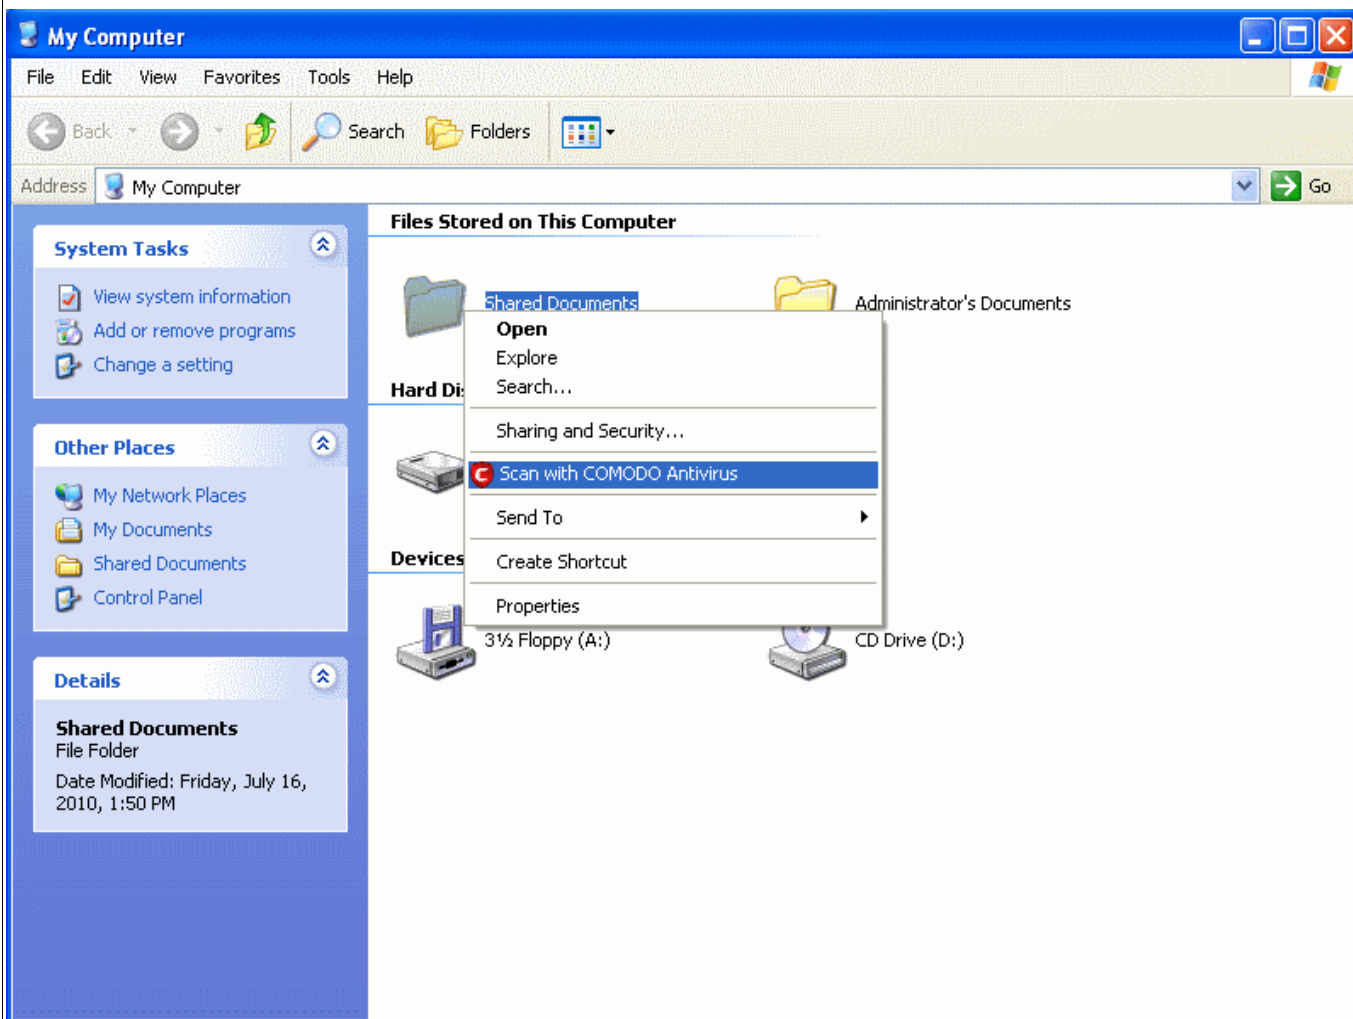 My Computer
File Edit View Favorites Tools Help
Back Search Folders
Address My Computer Go
System Tasks
View system information
Add or remove programs
Change a setting
Other Places
My Network Places
My Documents
Shared Documents
Control Panel
Details
Shared Documents
File Folder
Date Modified: Friday, July 16,
2010, 1:50 PM
Files Stored on This Computer
Shared Documents Administrator's Documents
Open
Explore
Search...
Sharing and Security...
Scan with COMODO Antivirus
Send To
Create Shortcut
Properties
Hard
Devices
3½ Floppy (A:) CD Drive (D:)